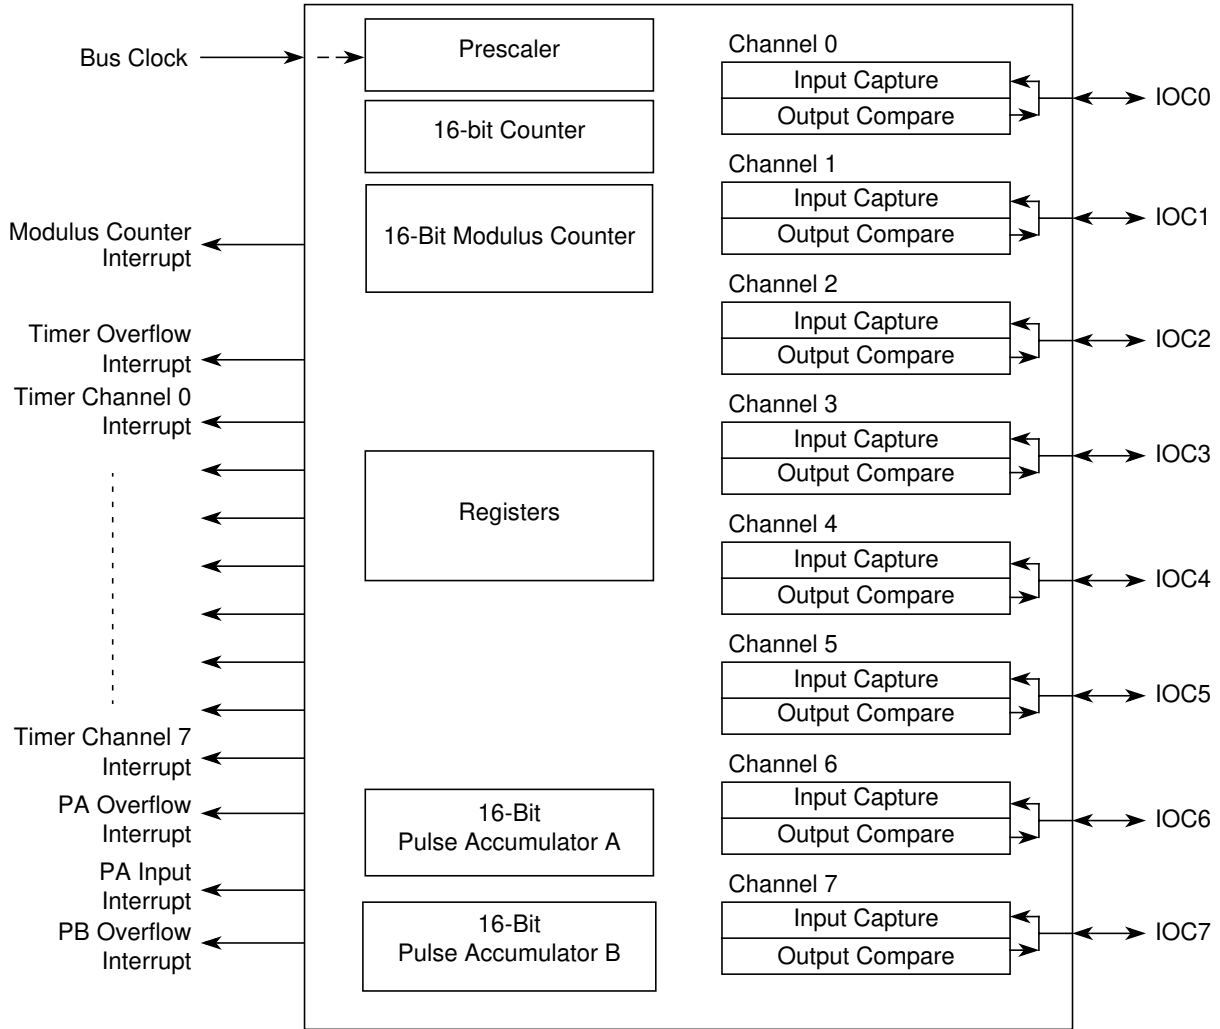 Bus Clock
Modulus Counter
Interrupt
Timer Overflow
Interrupt
Timer Channel 0
Interrupt
Timer Channel 7
Interrupt
PA Overflow
Interrupt
PA Input
Interrupt
PB Overflow
Interrupt
Prescaler
16-bit Counter
16-Bit Modulus Counter
Registers
16-Bit
Pulse Accumulator A
16-Bit
Pulse Accumulator B
Channel 0
Input Capture
Output Compare
IOC0
Channel 1
Input Capture
Output Compare
IOC1
Channel 2
Input Capture
Output Compare
IOC2
Channel 3
Input Capture
Output Compare
IOC3
Channel 4
Input Capture
Output Compare
IOC4
Channel 5
Input Capture
Output Compare
IOC5
Channel 6
Input Capture
Output Compare
IOC6
Channel 7
Input Capture
Output Compare
IOC7